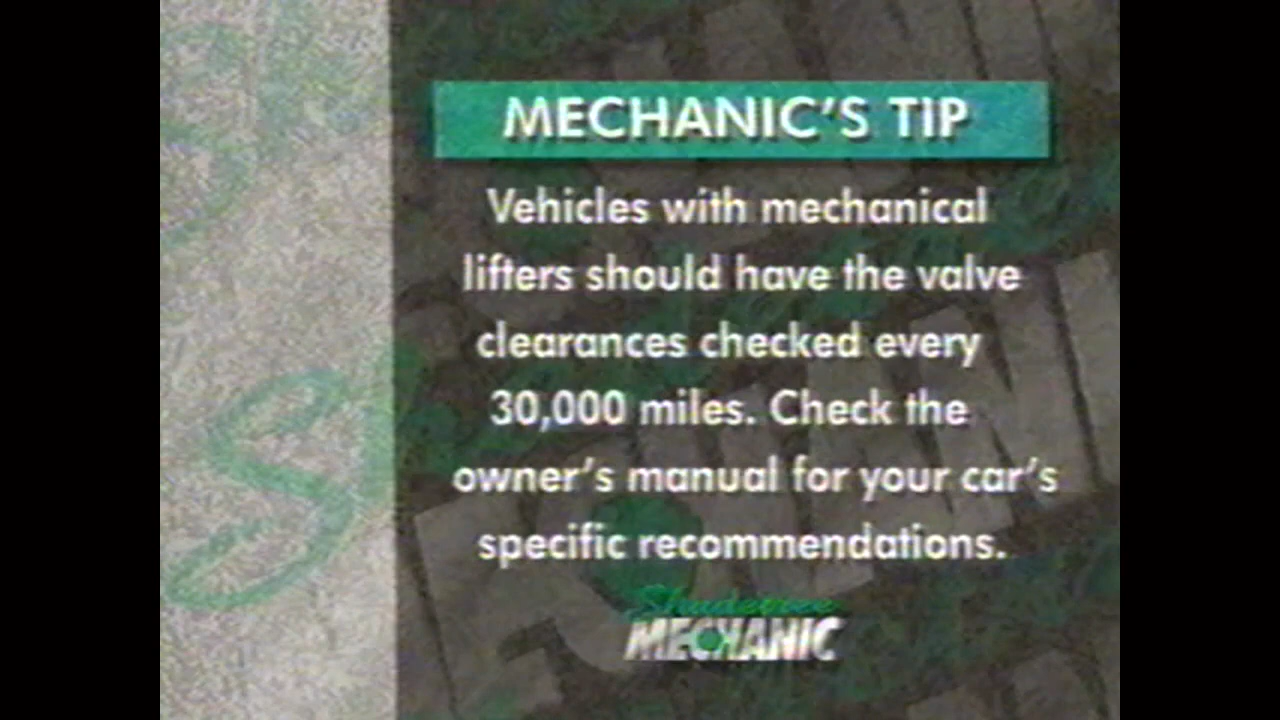 MECHANIC'S TIP
Vehicles with mechanical
lifters should have the valve
clearances checked every
30,000 miles. Check the
owner's manual for your car's
specific recommendations.
Shadetree
MECHANIC